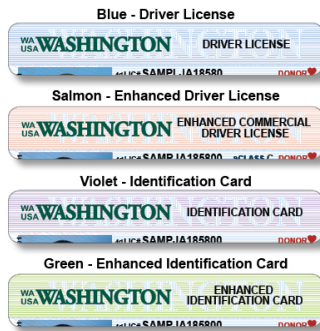 Blue - Driver License
WA USA WASHINGTON DRIVER LICENSE
DONOR
Salmon - Enhanced Driver License
WA USA WASHINGTON ENHANCED COMMERCIAL
DRIVER LICENSE
DONOR
Violet - Identification Card
WA USA WASHINGTON IDENTIFICATION CARD
DONOR
Green - Enhanced Identification Card
WA USA WASHINGTON ENHANCED
IDENTIFICATION CARD
DONOR